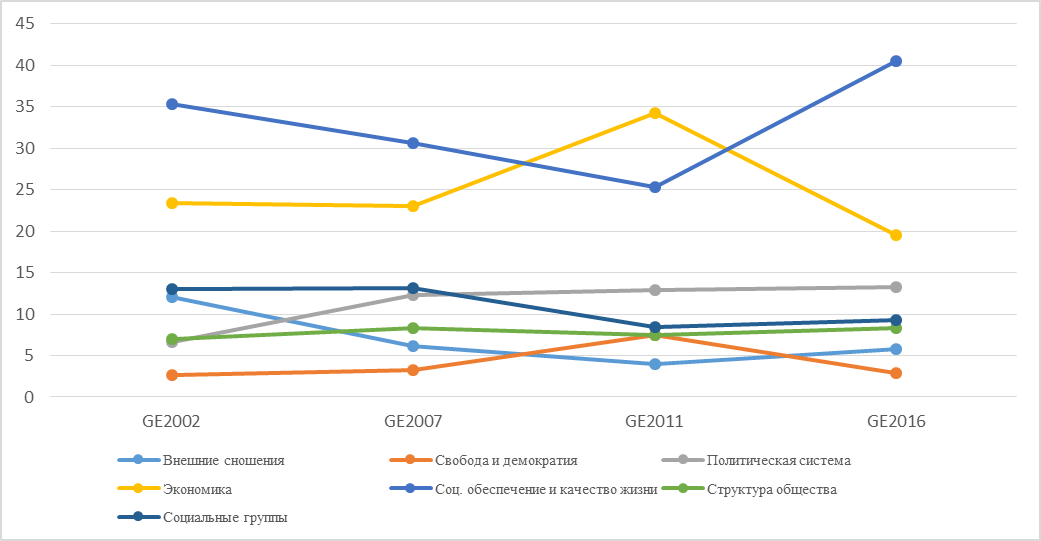 45
40
35
30
25
20
15
10
5
0
GE2002 GE2007 GE2011 GE2016
Внешние сношения Свобода и демократия Политическая система
Экономика Соц. обеспечение и качество жизни Структура общества
Социальные группы